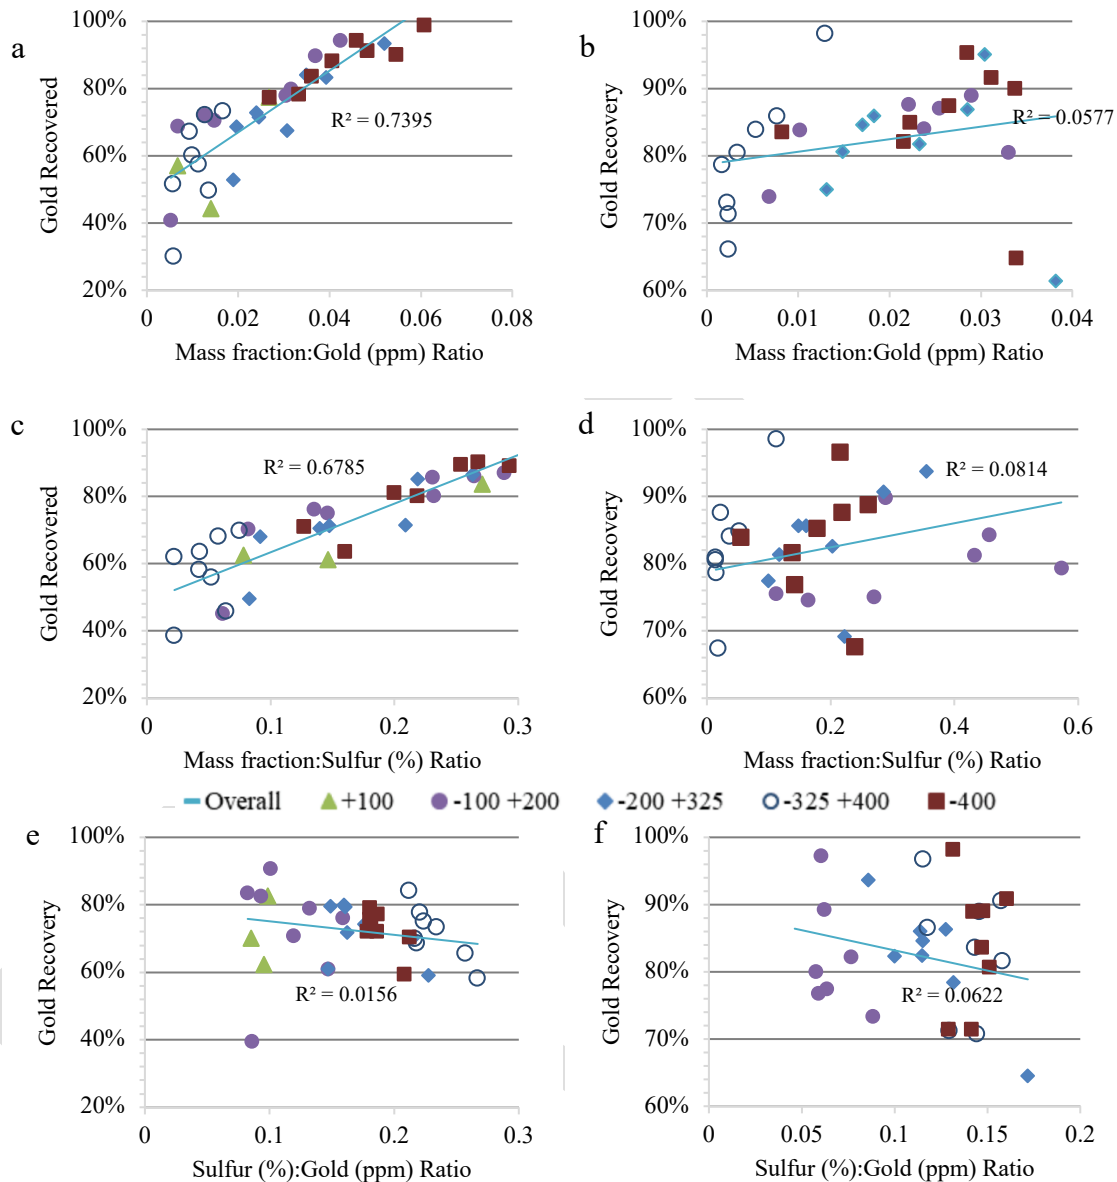 a
100%
80%
60%
40%
20%
Gold Recovered
R² = 0.7395
0 0.02 0.04 0.06 0.08
Mass fraction:Gold (ppm) Ratio
b
100%
90%
80%
70%
60%
Gold Recovery
R² = 0.0577
0 0.01 0.02 0.03 0.04
Mass fraction:Gold (ppm) Ratio
c
100%
80%
60%
40%
20%
Gold Recovered
R² = 0.6785
0 0.1 0.2 0.3
Mass fraction:Sulfur (%) Ratio
d
100%
90%
80%
70%
60%
Gold Recovery
R² = 0.0814
0 0.2 0.4 0.6
Mass fraction:Sulfur (%) Ratio
Overall +100 -100 +200 -200 +325 -325 +400 -400
e
100%
80%
60%
40%
20%
Gold Recovery
R² = 0.0156
0 0.1 0.2 0.3
Sulfur (%):Gold (ppm) Ratio
f
100%
90%
80%
70%
60%
Gold Recovery
R² = 0.0622
0 0.05 0.1 0.15 0.2
Sulfur (%):Gold (ppm) Ratio